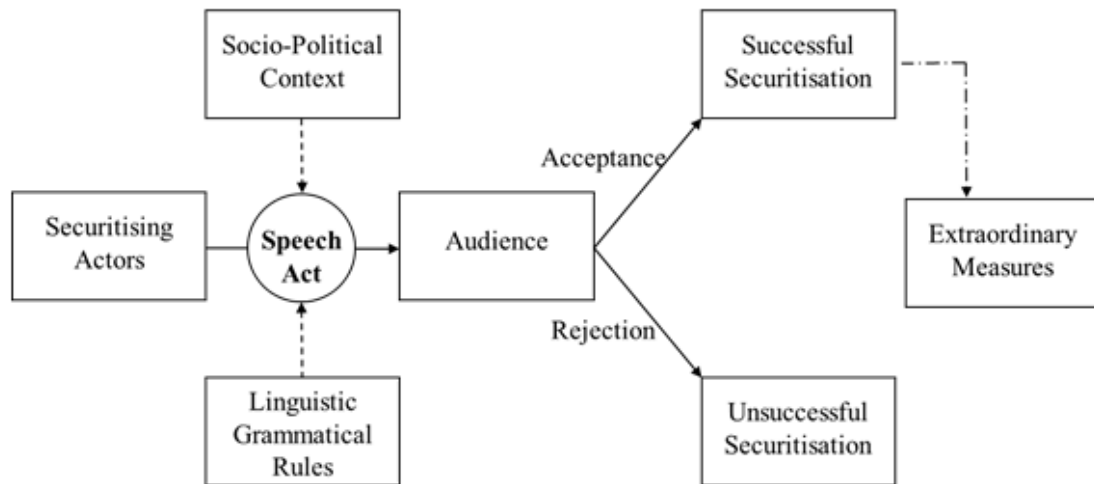 Socio-Political
Context
Successful
Securitisation
Acceptance
Securitising
Actors
Speech
Act
Audience
Extraordinary
Measures
Rejection
Linguistic
Grammatical
Rules
Unsuccessful
Securitisation